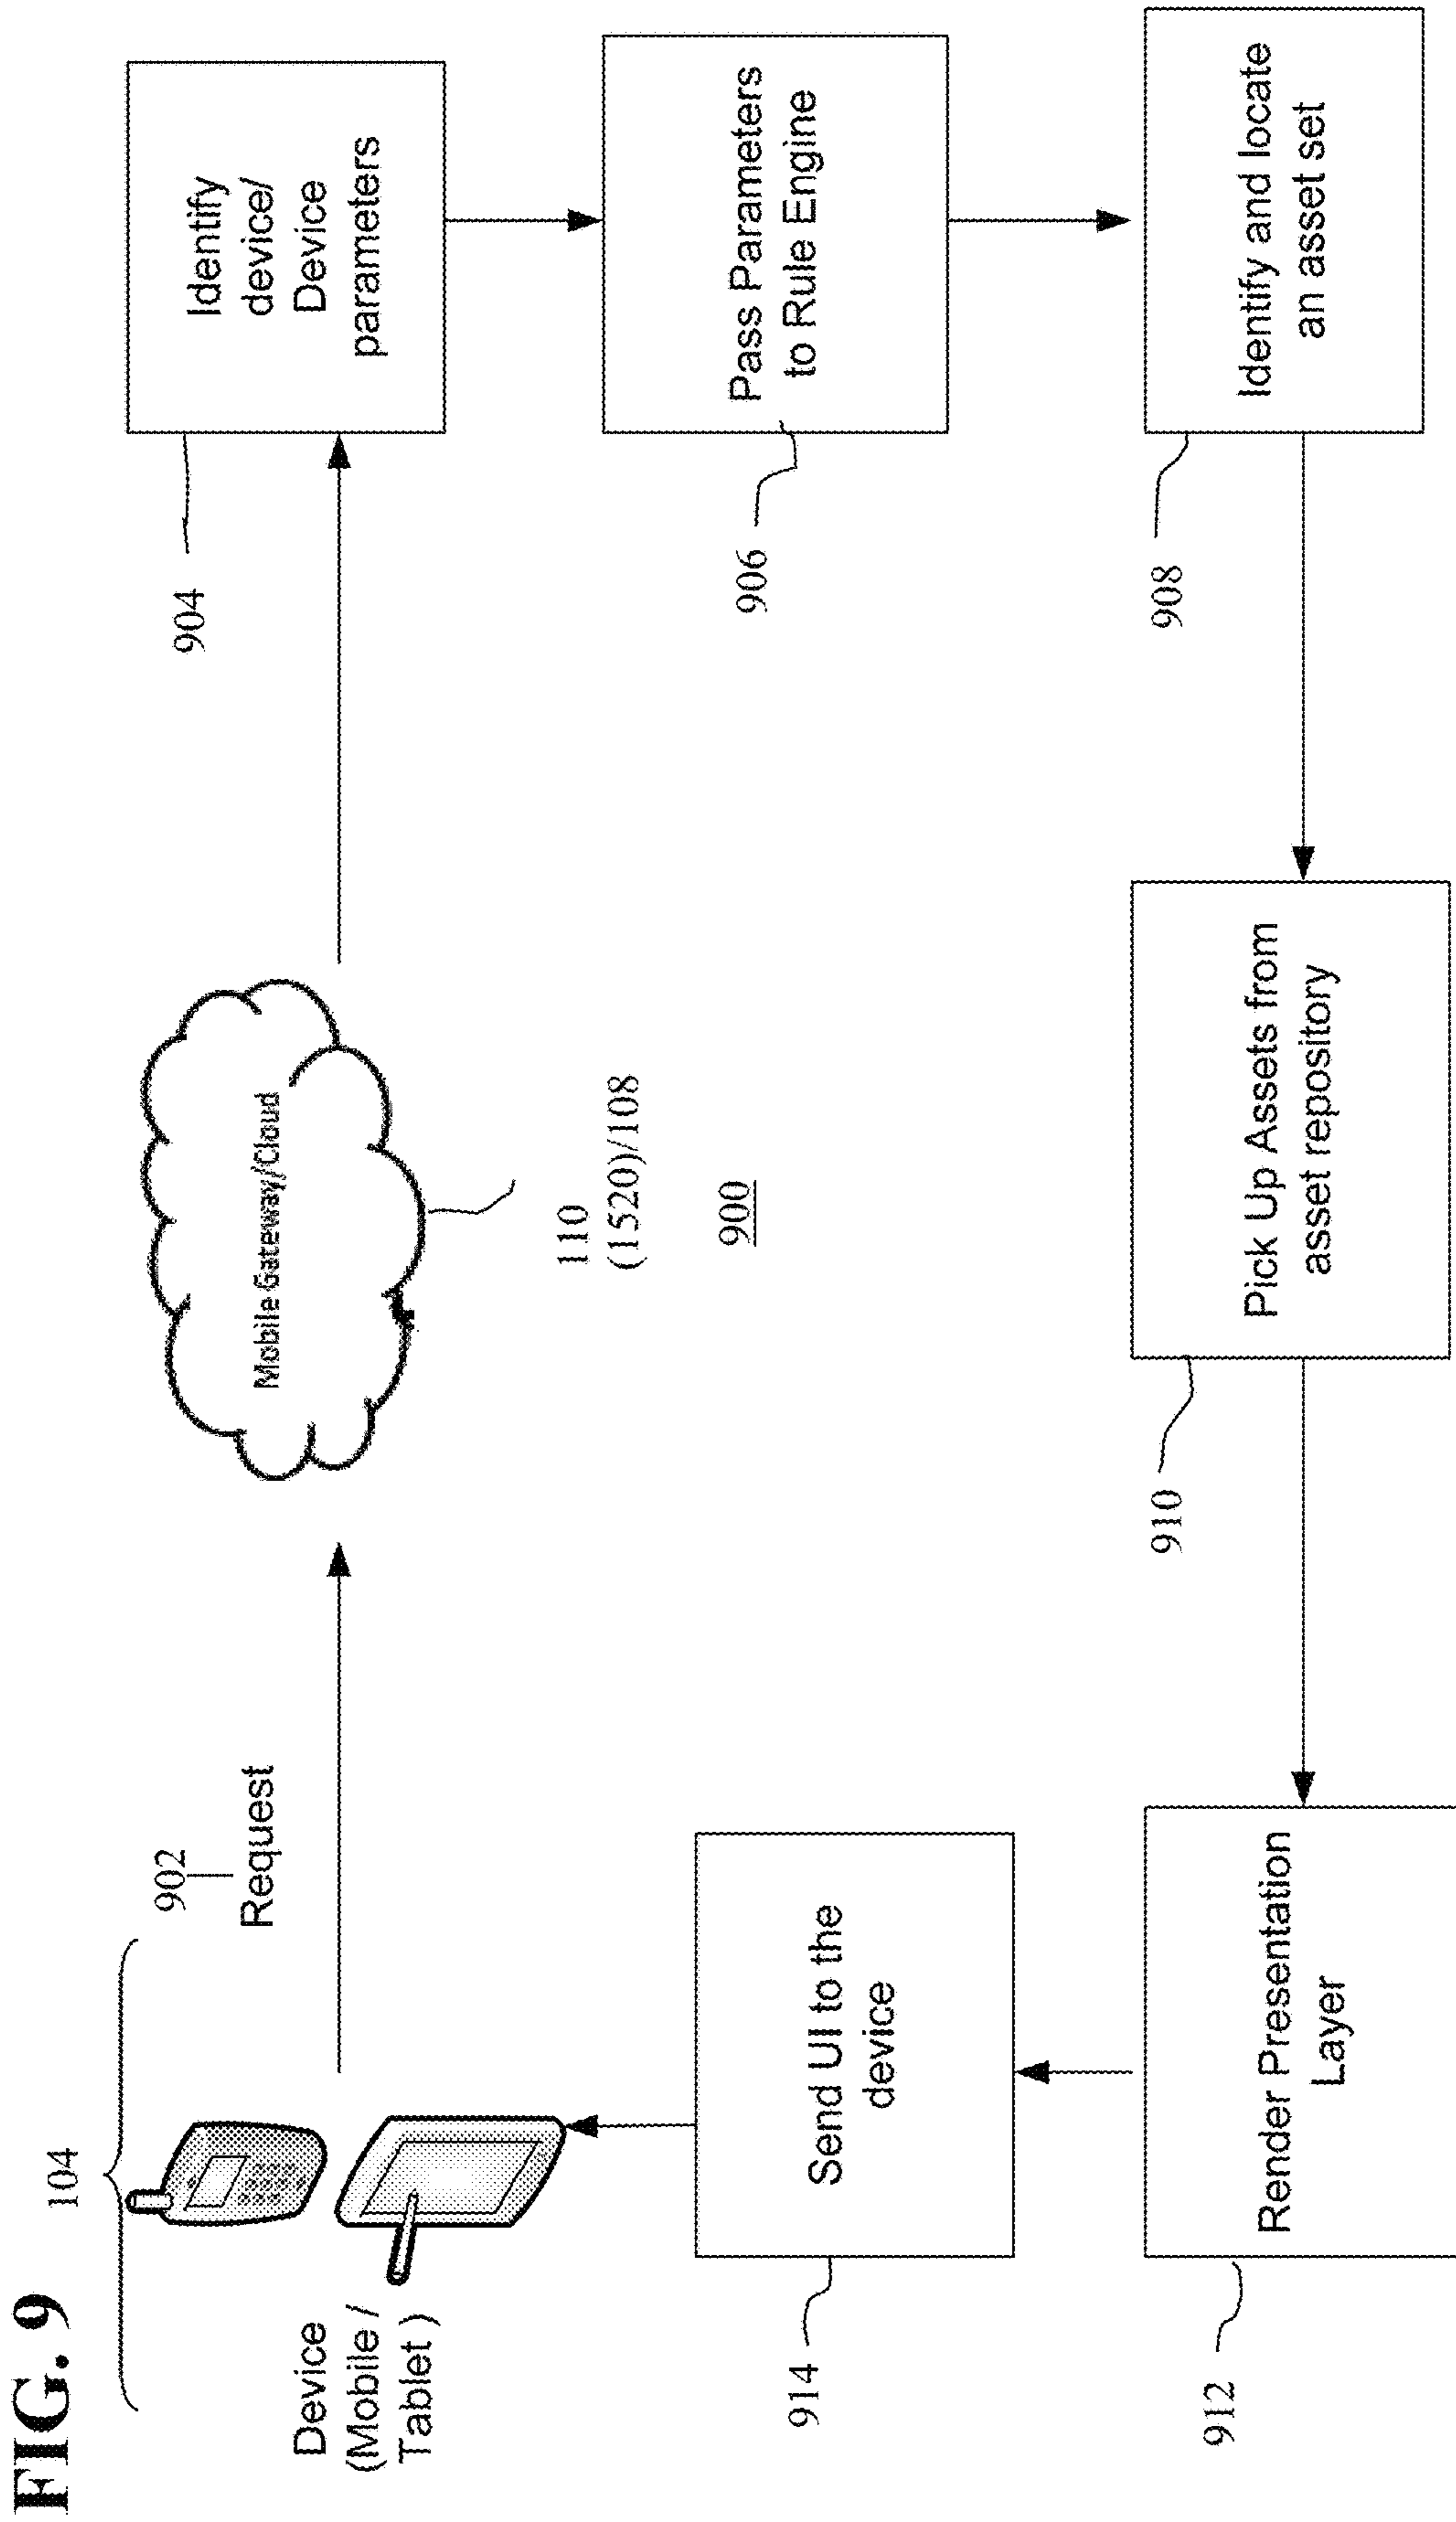 FIG. 9
104
902
Request
Device
(Mobile /
Tablet )
Mobile Gateway/Cloud
110
(1520)/108
900
904
Identify
device/
Device
parameters
906
Pass Parameters
to Rule Engine
908
Identify and locate
an asset set
910
Pick Up Assets from
asset repository
912
Render Presentation
Layer
914
Send UI to the
device